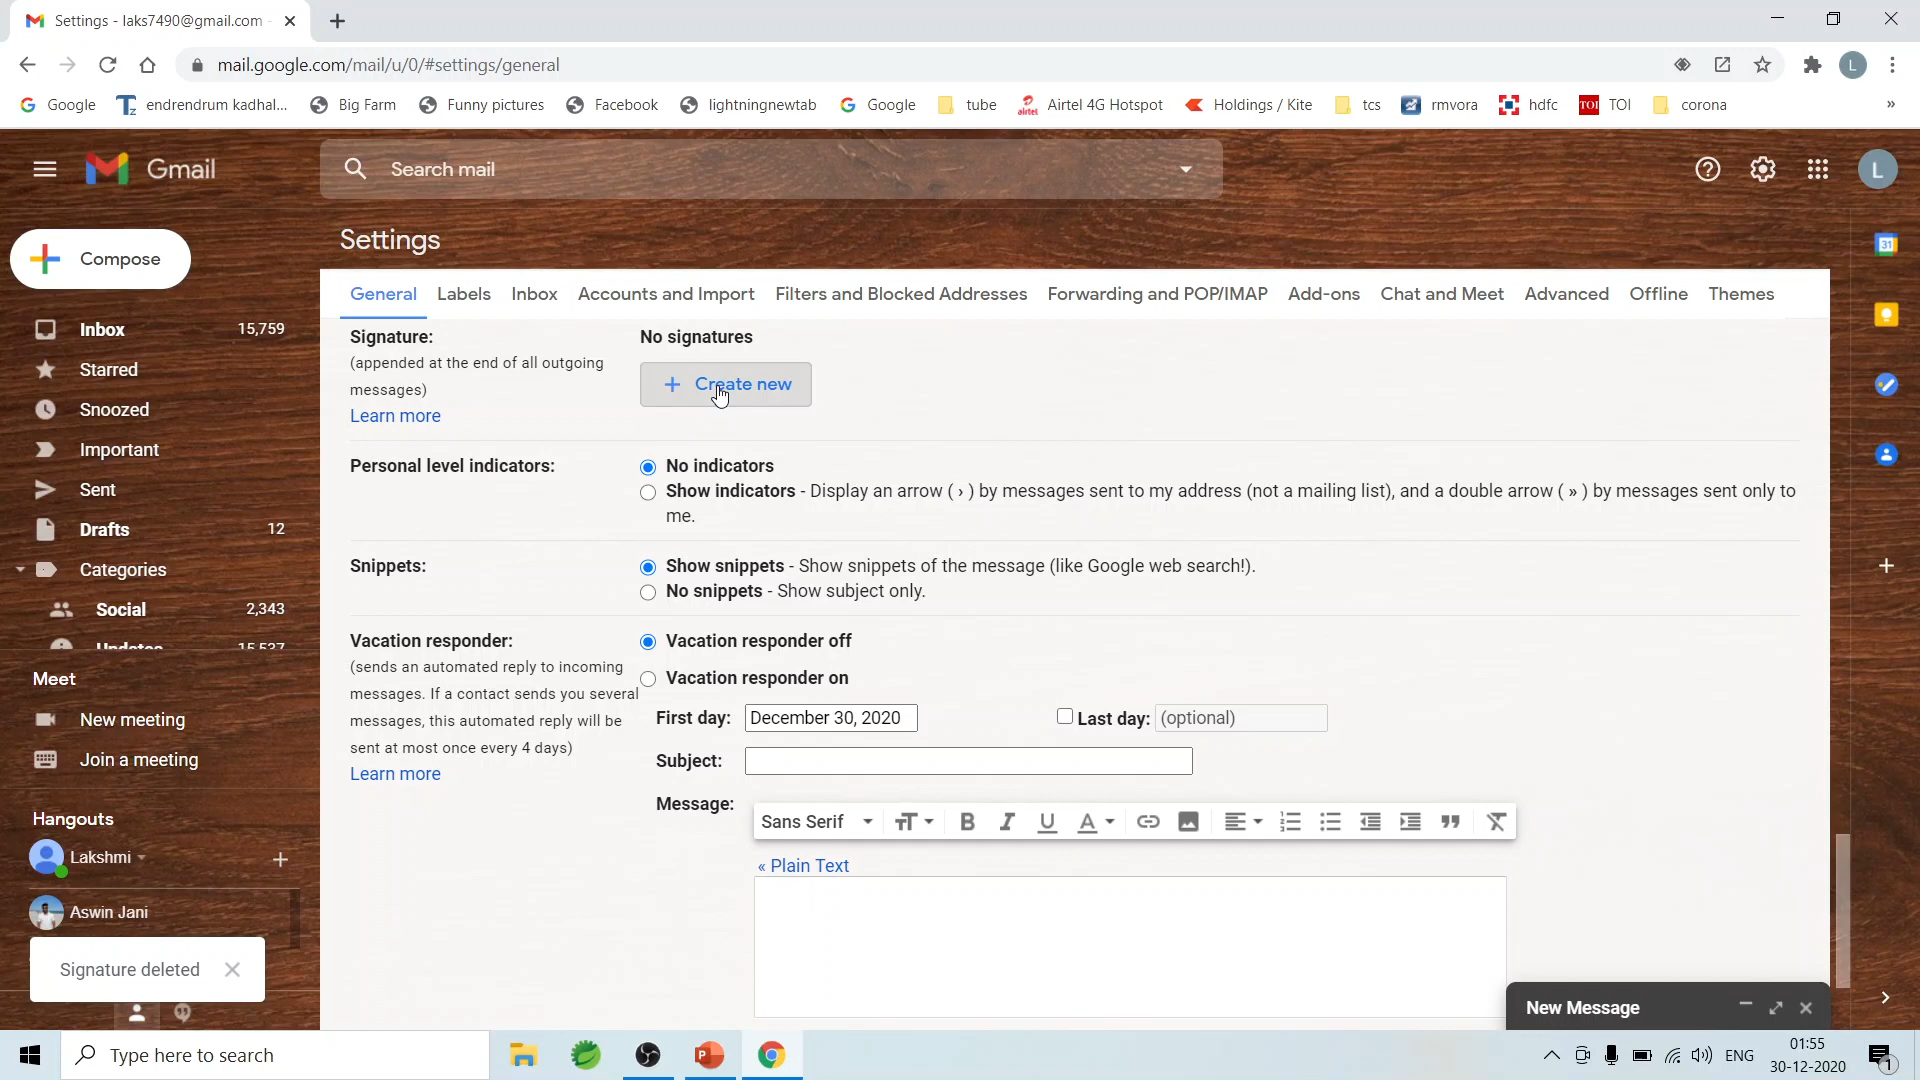 Settings - laks7490@gmail.com -
mail.google.com/mail/u/0/#settings/general
Google
endrendrum kadhal...
Big Farm
Funny pictures
Facebook
lightningnewtab
Google
tube
Airtel 4G Hotspot
Holdings / Kite
tcs
rmvora
hdfc
TOI
corona
»
Gmail
Search mail
L
Settings
Compose
General
Labels
Inbox
Accounts and Import
Filters and Blocked Addresses
Forwarding and POP/IMAP
Add-ons
Chat and Meet
Advanced
Offline
Themes
Inbox 15,759
Starred
Snoozed
Important
Sent
Drafts 12
Categories
Social 2,343
Updates 15,537
Meet
New meeting
Join a meeting
Hangouts
Lakshmi
Aswin Jani
Signature deleted
Signature:
(appended at the end of all outgoing
messages)
Learn more
No signatures
+ Create new
Personal level indicators:
No indicators
Show indicators - Display an arrow ( › ) by messages sent to my address (not a mailing list), and a double arrow ( » ) by messages sent only to
me.
Snippets:
Show snippets - Show snippets of the message (like Google web search!).
No snippets - Show subject only.
Vacation responder:
(sends an automated reply to incoming
messages. If a contact sends you several
messages, this automated reply will be
sent at most once every 4 days)
Learn more
Vacation responder off
Vacation responder on
First day: December 30, 2020
Last day: (optional)
Subject:
Message:
Sans Serif
« Plain Text
New Message
Type here to search
ENG
01:55
30-12-2020
1